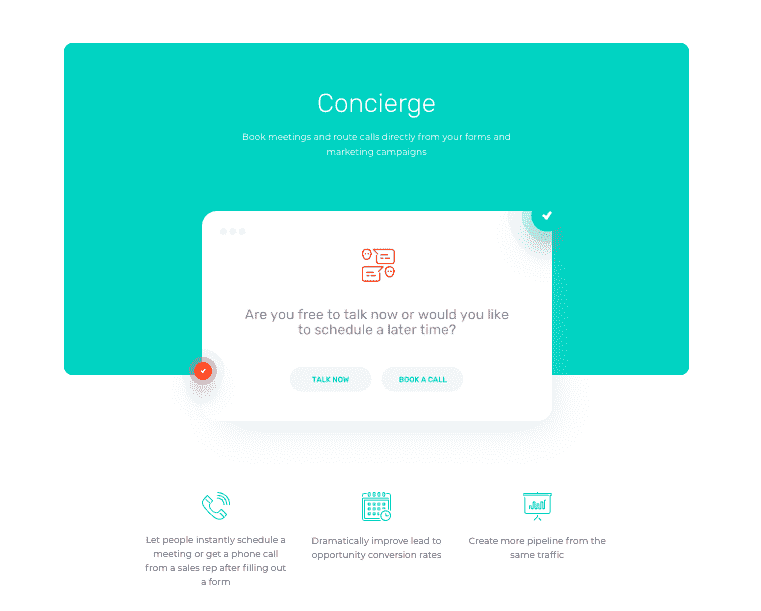 Concierge
Book meetings and route calls directly from your forms and
marketing campaigns
Are you free to talk now or would you like
to schedule a later time?
TALK NOW
BOOK A CALL
Let people instantly schedule a
meeting or get a phone call
from a sales rep after filling out
a form
Dramatically improve lead to
opportunity conversion rates
Create more pipeline from the
same traffic